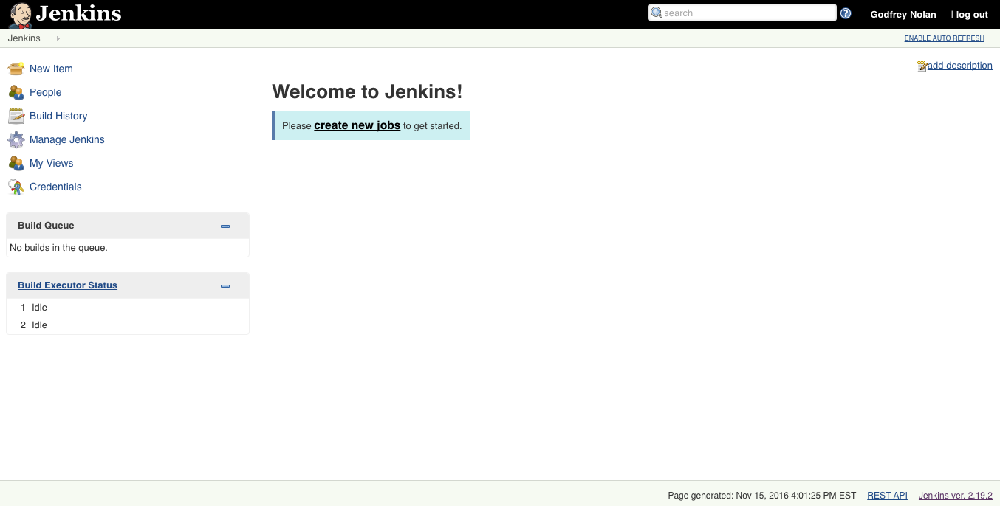 Jenkins
search
Godfrey Nolan | log out
Jenkins
ENABLE AUTO REFRESH
New Item
People
Build History
Manage Jenkins
My Views
Credentials
Build Queue
No builds in the queue.
Build Executor Status
1 Idle
2 Idle
add description
Welcome to Jenkins!
Please create new jobs to get started.
Page generated: Nov 15, 2016 4:01:25 PM EST REST API Jenkins ver. 2.19.2